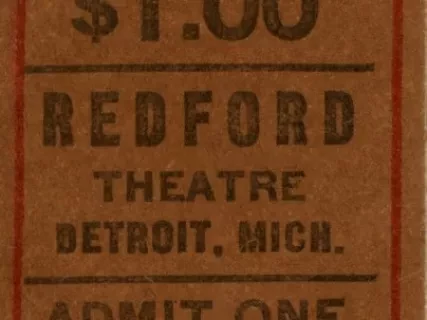 $1.00
REDFORD
THEATRE
DETROIT, MICH.
ADMIT ONE